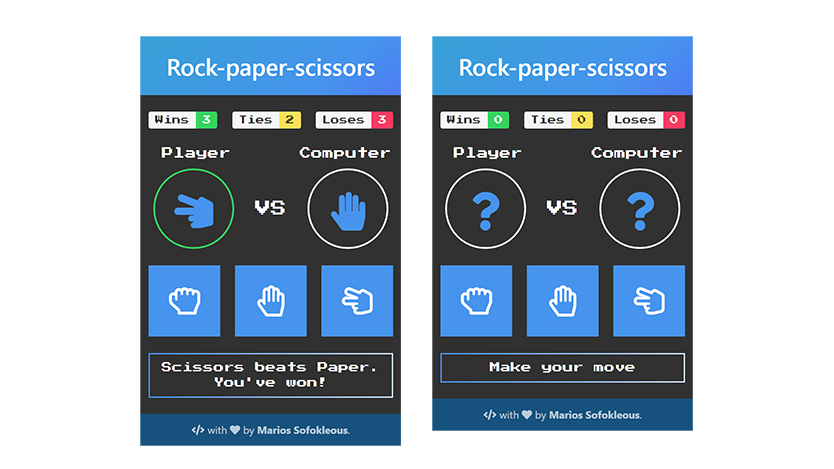 Rock-paper-scissors
Wins 3 Ties 2 Loses 3
Player Computer
VS
Scissors beats Paper.
You've won!
</> with ❤ by Marios Sofokleous.
Rock-paper-scissors
Wins 0 Ties 0 Loses 0
Player Computer
? VS ?
Make your move
</> with ❤ by Marios Sofokleous.